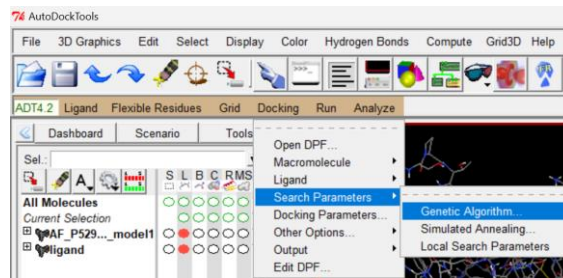 AutoDockTools
File 3D Graphics Edit Select Display Color Hydrogen Bonds Compute Grid3D Help
ADT4.2 Ligand Flexible Residues Grid Docking Run Analyze
Dashboard Scenario Tools
Sel.:
S L B C R MS
All Molecules
Current Selection
AF_P529..._model1
ligand
Open DPF...
Macromolecule
Ligand
Search Parameters
Docking Parameters...
Other Options...
Output
Edit DPF...
Genetic Algorithm...
Simulated Annealing...
Local Search Parameters